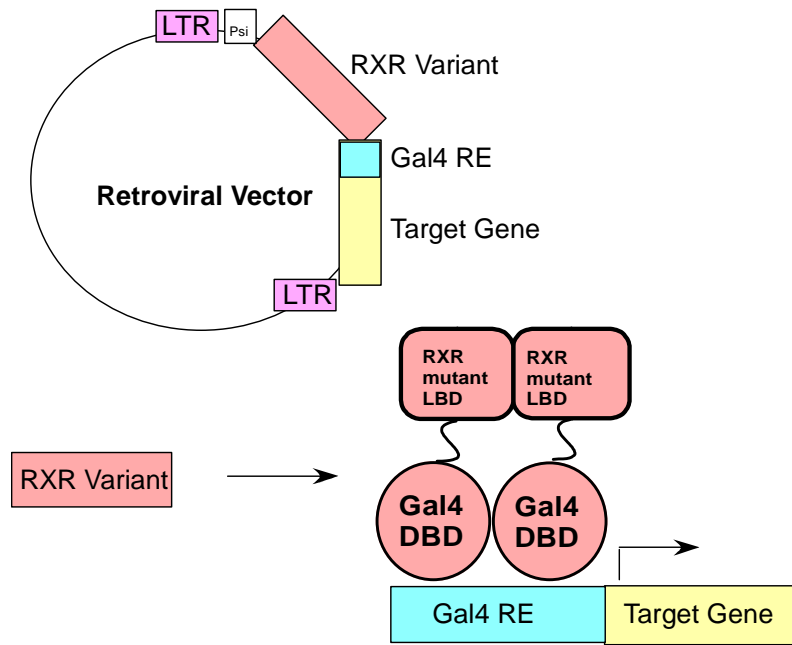 LTR
Psi
RXR Variant
Gal4 RE
Retroviral Vector
Target Gene
LTR
RXR
mutant
LBD
RXR
mutant
LBD
RXR Variant
Gal4
DBD
Gal4
DBD
Gal4 RE
Target Gene